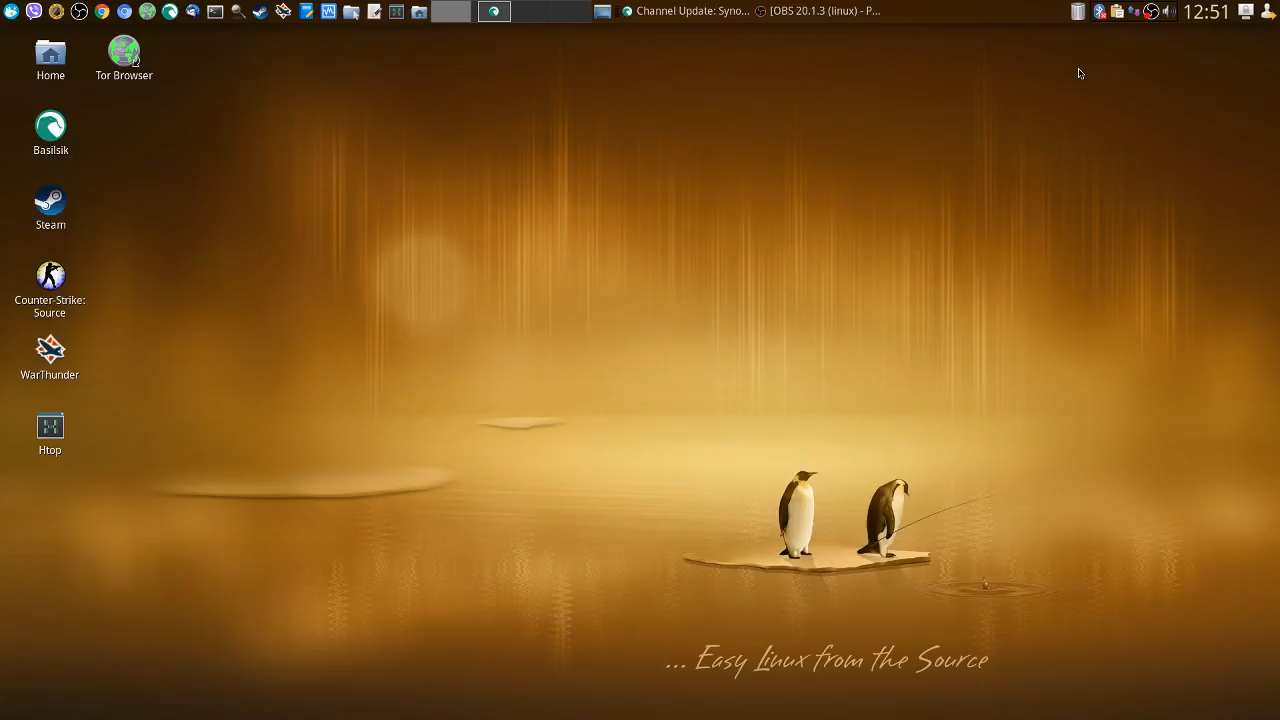 Channel Update: Syno...
[OBS 20.1.3 (linux) - P...
12:51
Home
Tor Browser
Basilsik
Steam
Counter-Strike:
Source
WarThunder
Htop
... Easy Linux from the Source